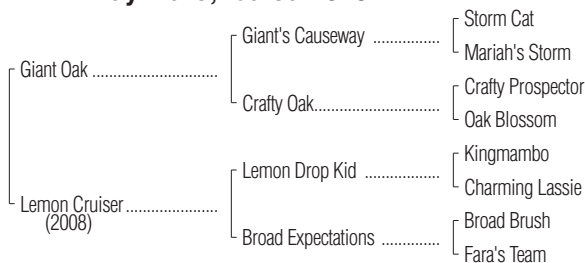 Storm Cat
Giant's Causeway ...............
Mariah's Storm
Giant Oak ............................
Crafty Prospector
Crafty Oak............................
Oak Blossom
Kingmambo
Lemon Drop Kid .................
Charming Lassie
Lemon Cruiser.....................
(2008)
Broad Brush
Broad Expectations .............
Fara's Team